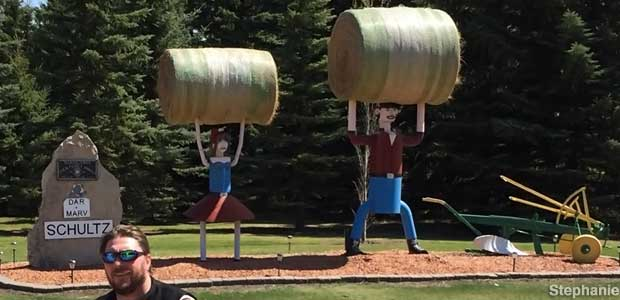 DAR
+
MARV
SCHULTZ
Stephanie